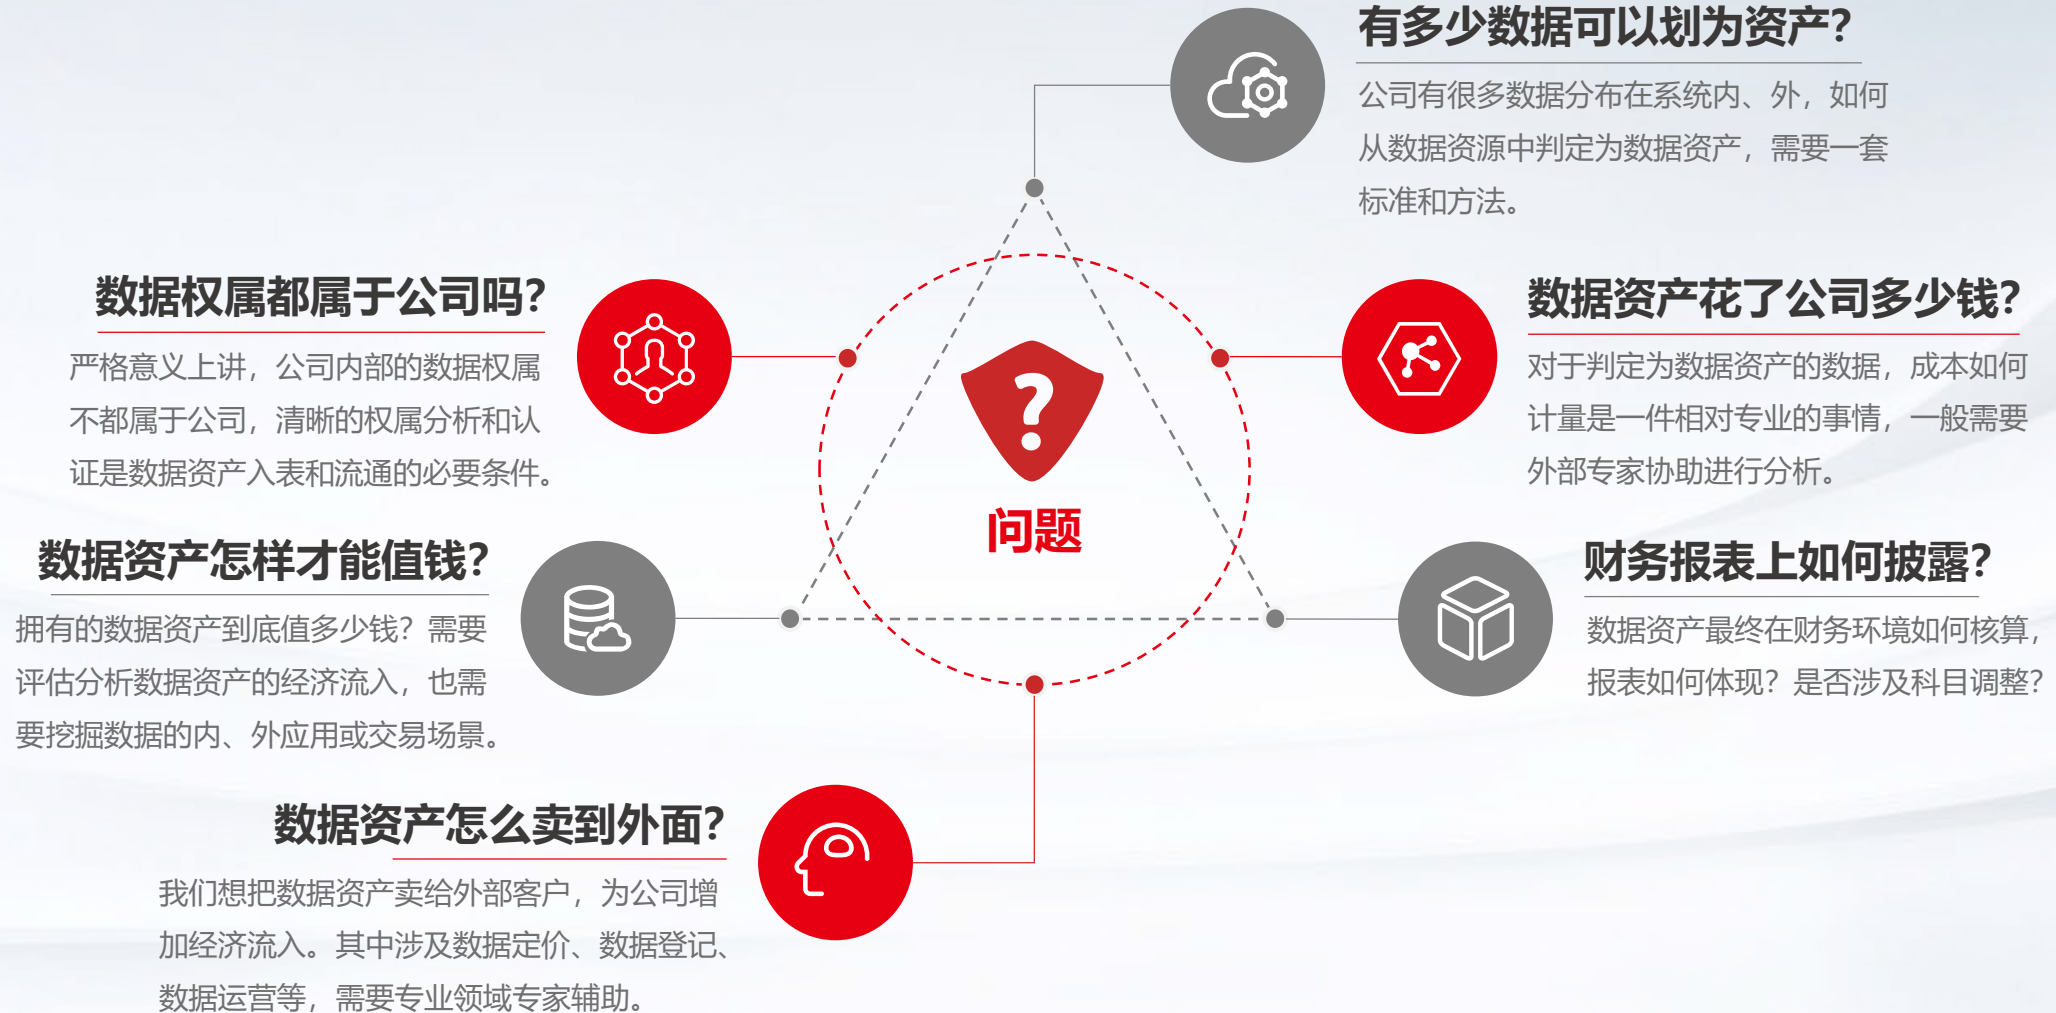 有多少数据可以划为资产？
公司有很多数据分布在系统内、外，如何
从数据资源中判定为数据资产，需要一套
标准和方法。
数据权属都属于公司吗？
严格意义上讲，公司内部的数据权属
不都属于公司，清晰的权属分析和认
证是数据资产入表和流通的必要条件。
数据资产花了公司多少钱？
对于判定为数据资产的数据，成本如何
计量是一件相对专业的事情，一般需要
外部专家协助进行分析。
?
问题
数据资产怎样才能值钱？
拥有的数据资产到底值多少钱？需要
评估分析数据资产的经济流入，也需
要挖掘数据的内、外应用或交易场景。
财务报表上如何披露？
数据资产最终在财务环境如何核算，
报表如何体现？是否涉及科目调整？
数据资产怎么卖到外面？
我们想把数据资产卖给外部客户，为公司增
加经济流入。其中涉及数据定价、数据登记、
数据运营等，需要专业领域专家辅助。